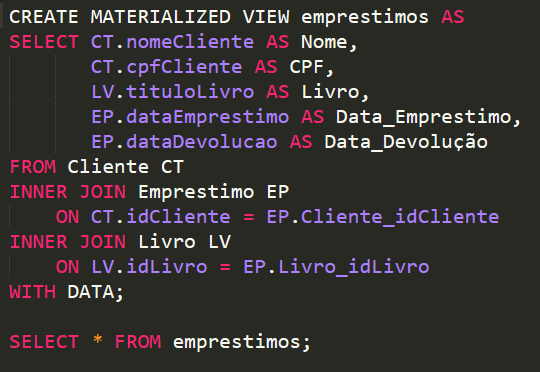 CREATE MATERIALIZED VIEW emprestimos AS
SELECT CT.nomeCliente AS Nome,
       CT.cpfCliente AS CPF,
       LV.tituloLivro AS Livro,
       EP.dataEmprestimo AS Data_Emprestimo,
       EP.dataDevolucao AS Data_Devolução
FROM Cliente CT
INNER JOIN Emprestimo EP
    ON CT.idCliente = EP.Cliente_idCliente
INNER JOIN Livro LV
    ON LV.idLivro = EP.Livro_idLivro
WITH DATA;

SELECT * FROM emprestimos;